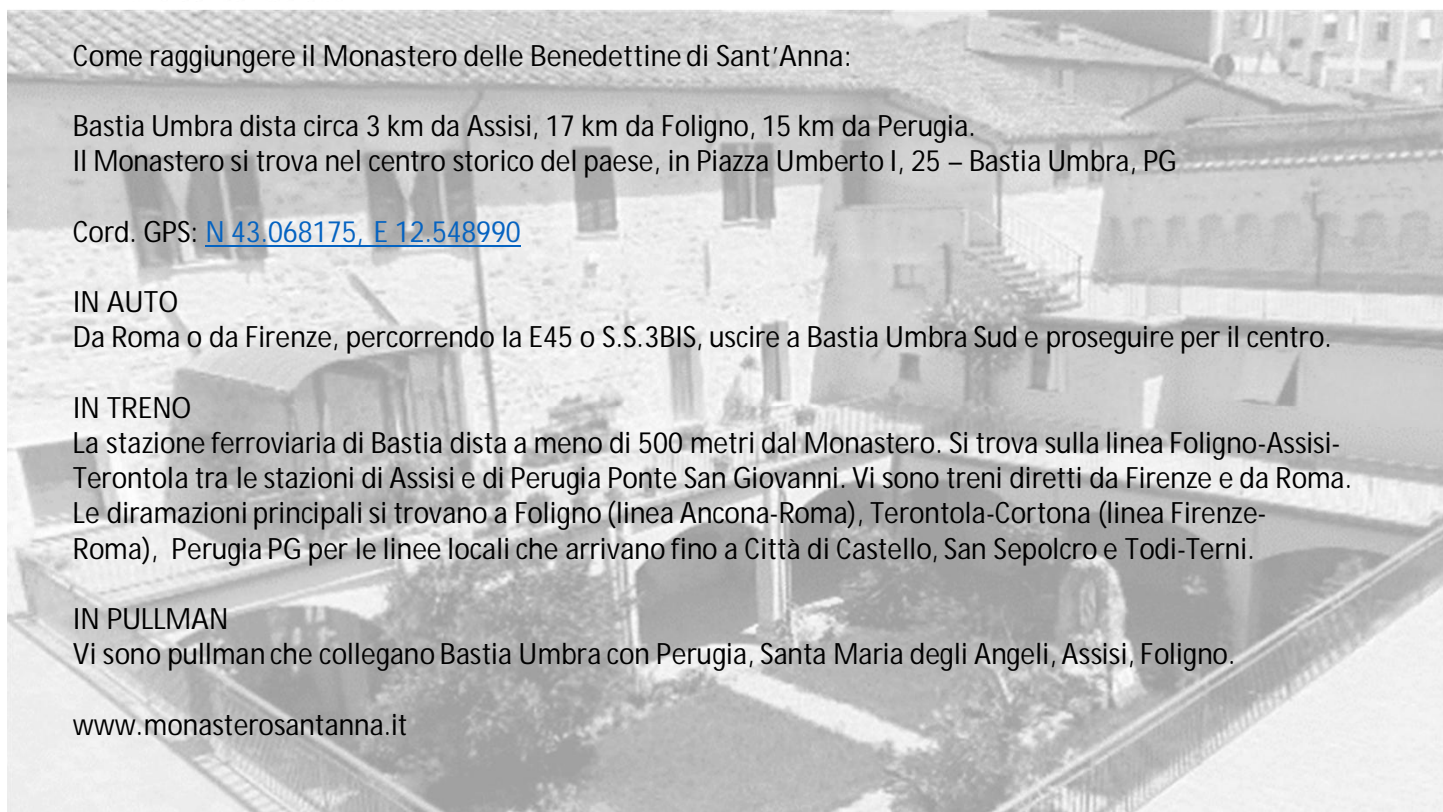 Come raggiungere il Monastero delle Benedettine di Sant'Anna:
Bastia Umbra dista circa 3 km da Assisi, 17 km da Foligno, 15 km da Perugia.
Il Monastero si trova nel centro storico del paese, in Piazza Umberto I, 25 – Bastia Umbra, PG
Cord. GPS: N 43.068175, E 12.548990
IN AUTO
Da Roma o da Firenze, percorrendo la E45 o S.S.3BIS, uscire a Bastia Umbra Sud e proseguire per il centro.
IN TRENO
La stazione ferroviaria di Bastia dista a meno di 500 metri dal Monastero. Si trova sulla linea Foligno-Assisi-
Terontola tra le stazioni di Assisi e di Perugia Ponte San Giovanni. Vi sono treni diretti da Firenze e da Roma.
Le diramazioni principali si trovano a Foligno (linea Ancona-Roma), Terontola-Cortona (linea Firenze-
Roma), Perugia PG per le linee locali che arrivano fino a Città di Castello, San Sepolcro e Todi-Terni.
IN PULLMAN
Vi sono pullman che collegano Bastia Umbra con Perugia, Santa Maria degli Angeli, Assisi, Foligno.
www.monasterosantanna.it